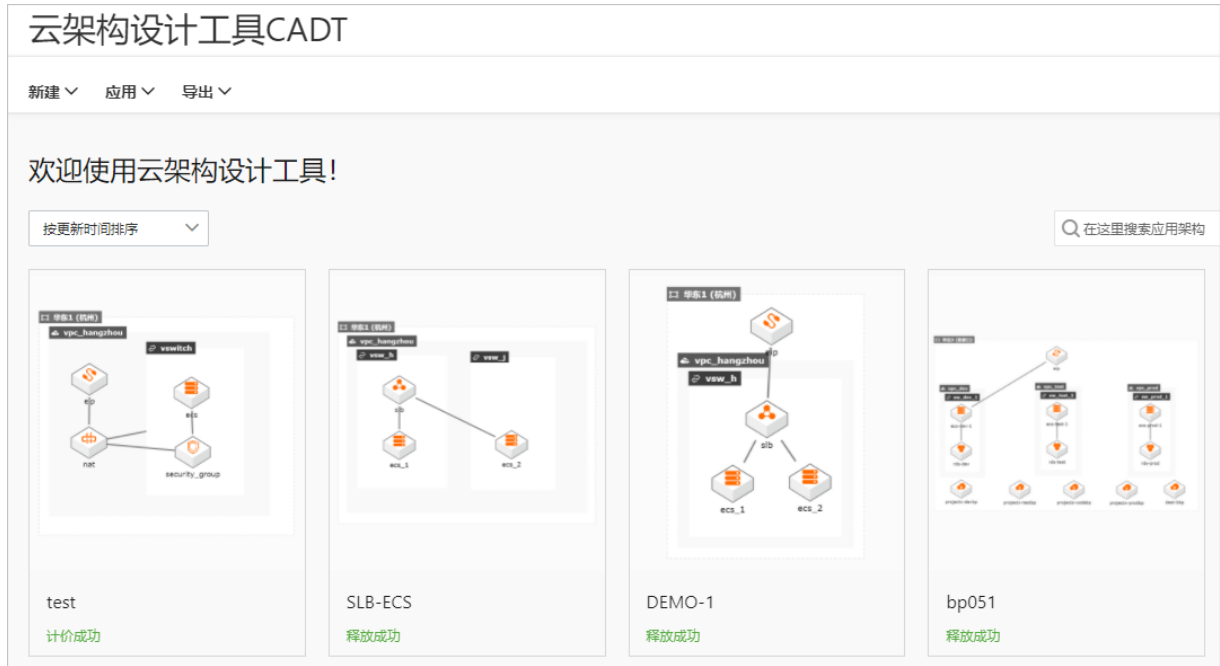 云架构设计工具CADT
新建 应用 导出
欢迎使用云架构设计工具!
按更新时间排序
在这里搜索应用架构
华东1 (杭州)
vpc_hangzhou
vswitch
eip
ecs
nat
security_group
test
计价成功
华东1 (杭州)
vpc_hangzhou
vsw_h
vsw_j
slb
ecs_1
ecs_2
SLB-ECS
释放成功
华东1 (杭州)
eip
vpc_hangzhou
vsw_h
slb
ecs_1
ecs_2
DEMO-1
释放成功
vpc_dev
vpc_test
vpc_prod
bp051
释放成功